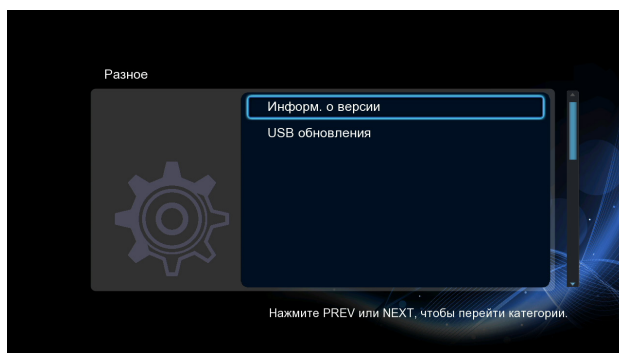 Разное
Информ. о версии
USB обновления
Нажмите PREV или NEXT, чтобы перейти категории.